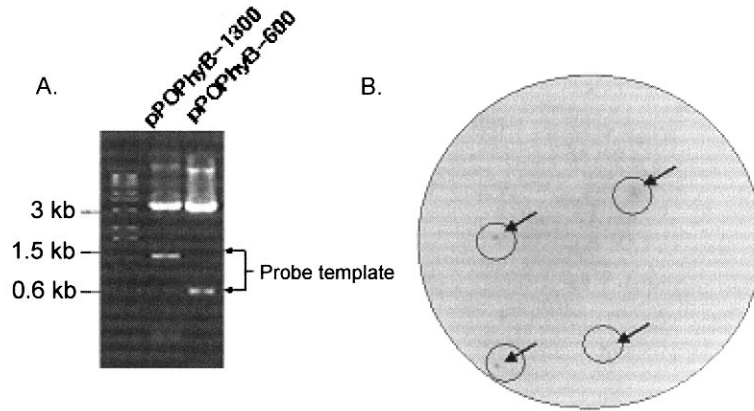 A.
pPOPhyB-1300
pPOPhyB-600
3 kb
1.5 kb
0.6 kb
Probe template
B.